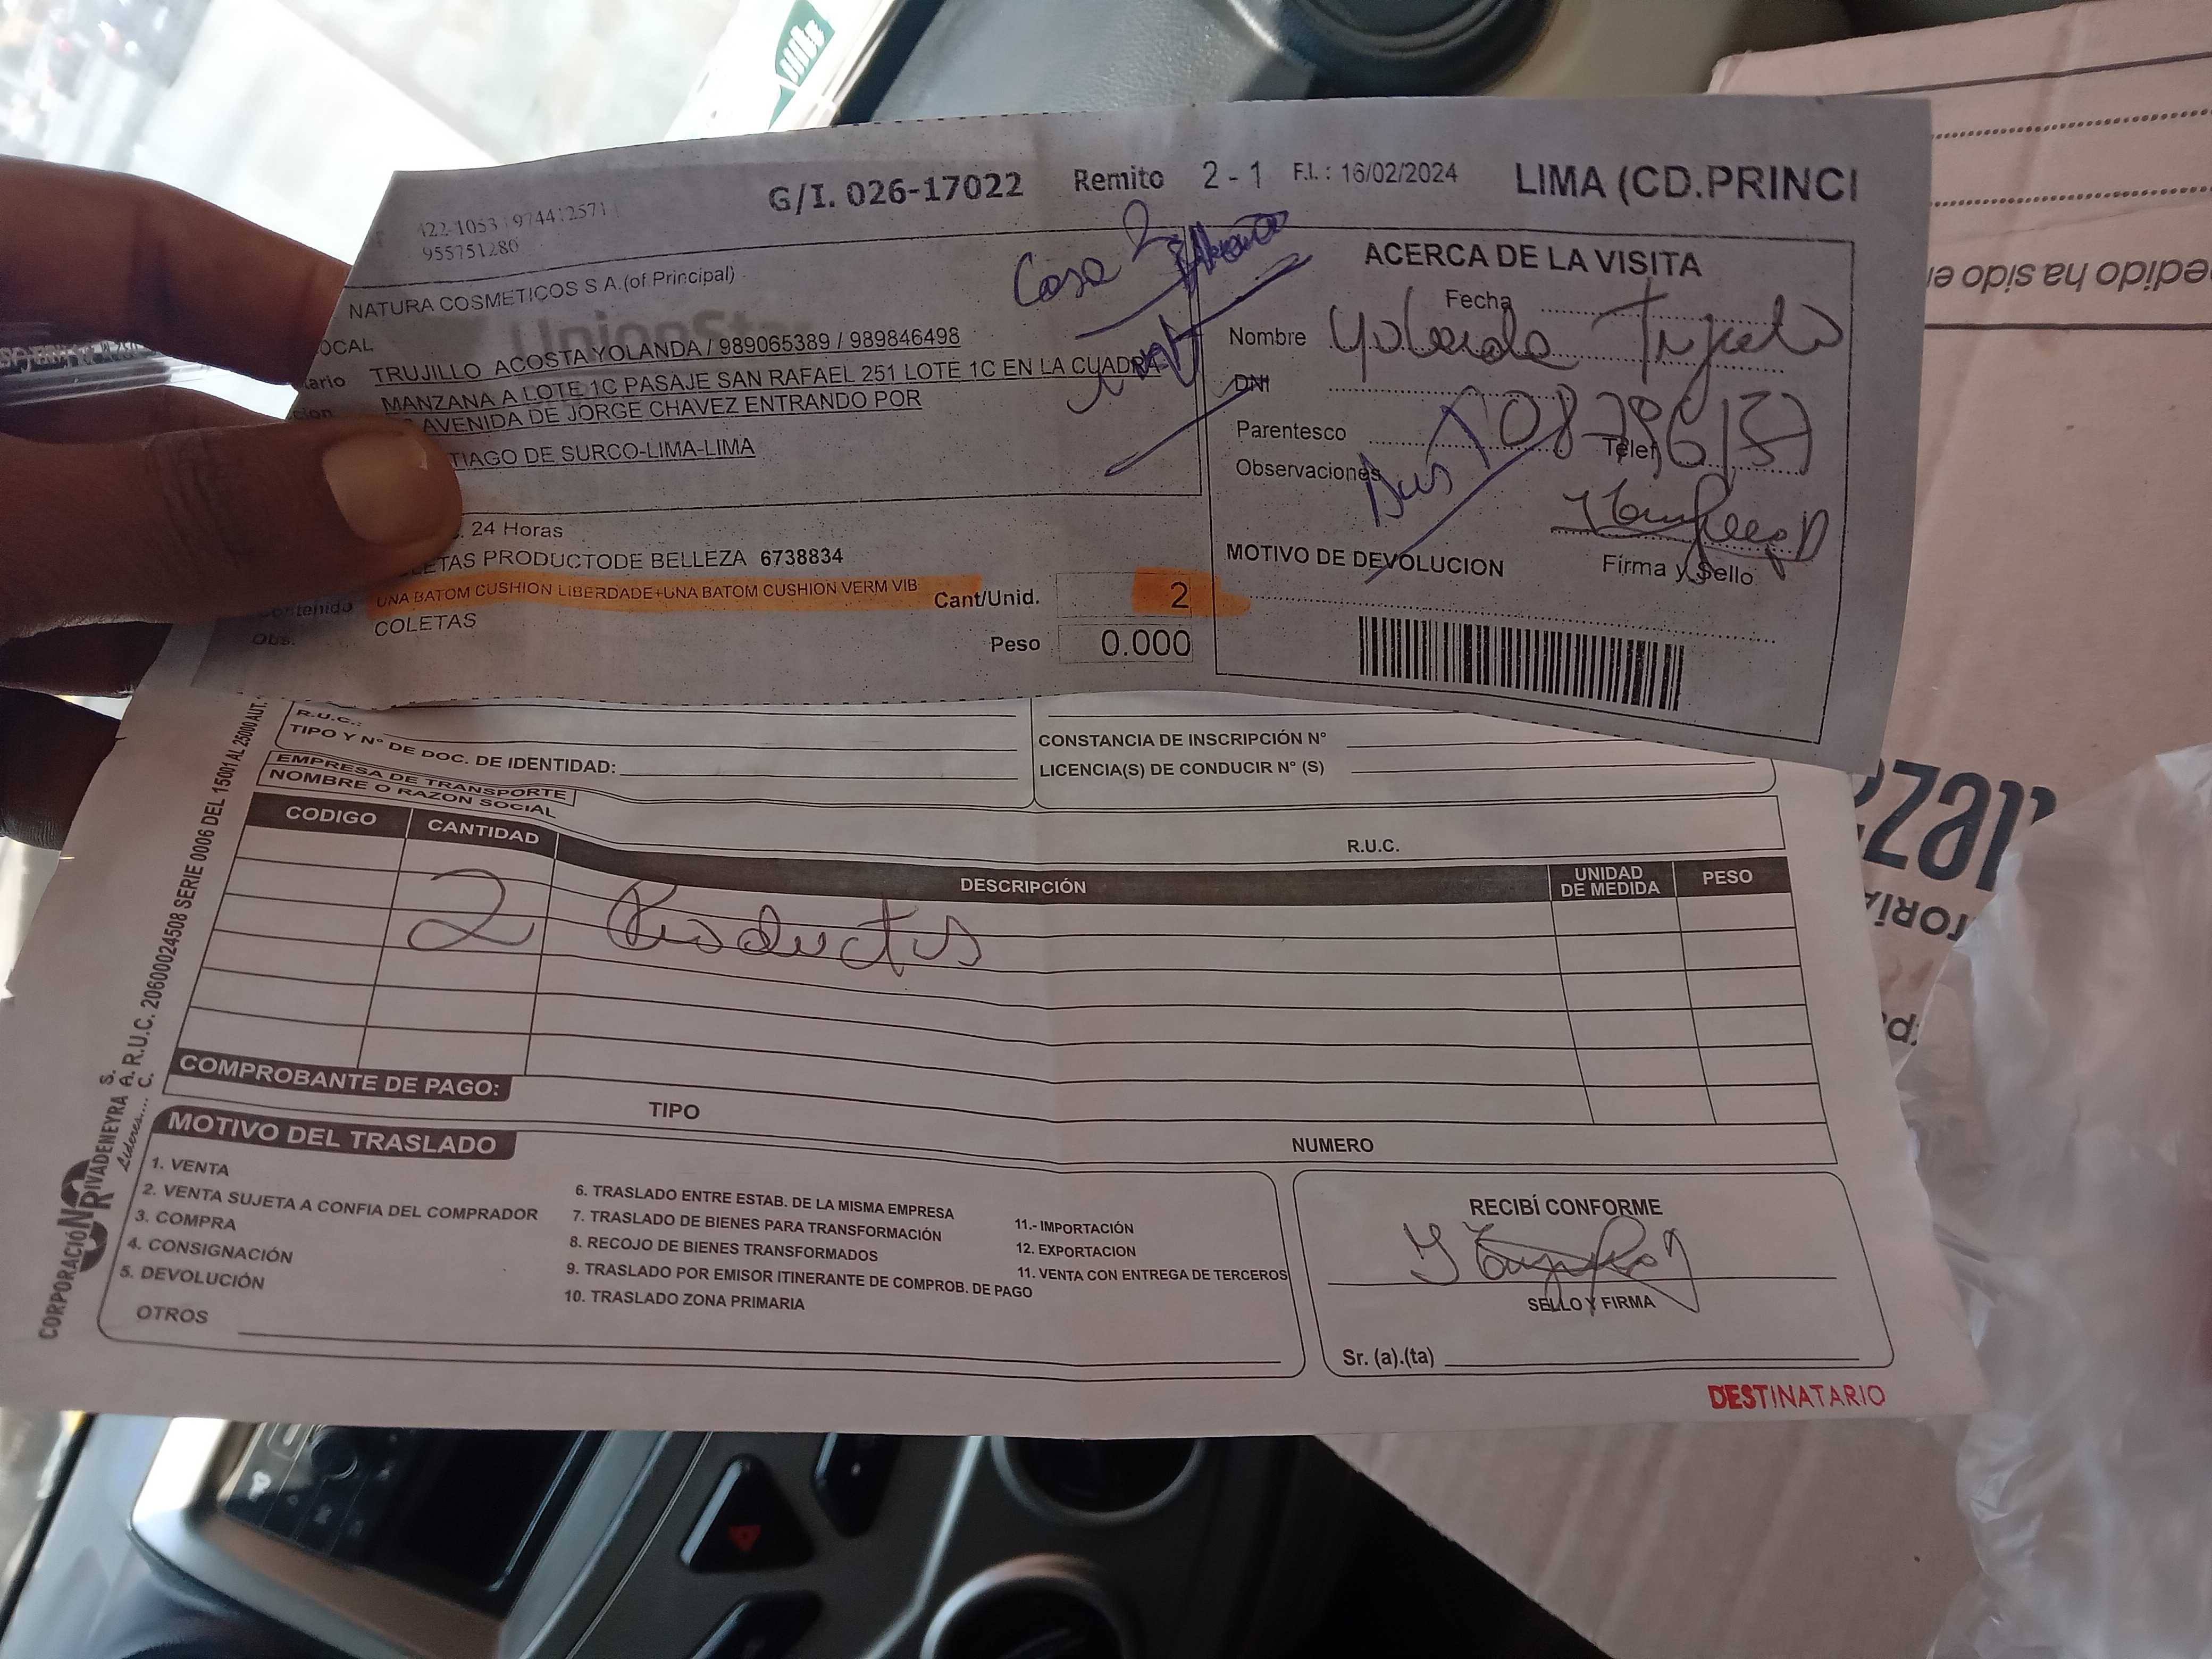 G/I. 026-17022 Remito 2 - 1 F.I. : 16/02/2024 LIMA (CD.PRINCI
422-1053 974412571
955751280
NATURA COSMETICOS S.A.(of Principal)
OCAL
ario TRUJILLO ACOSTA YOLANDA / 989065389 / 989846498
cion MANZANA A LOTE 1C PASAJE SAN RAFAEL 251 LOTE 1C EN LA CUADRA
AVENIDA DE JORGE CHAVEZ ENTRANDO POR
TIAGO DE SURCO-LIMA-LIMA
24 Horas
LETAS PRODUCTODE BELLEZA 6738834
Contenido UNA BATOM CUSHION LIBERDADE+UNA BATOM CUSHION VERM VIB
Cant/Unid. 2
Obs. COLETAS
Peso 0.000
Casa 2
ACERCA DE LA VISITA
Fecha
Nombre Yolanda Trujillo
DNI
Parentesco
Telef
Observaciones
MOTIVO DE DEVOLUCION
Firma y Sello
R.U.C.:
TIPO Y N° DE DOC. DE IDENTIDAD:
CONSTANCIA DE INSCRIPCIÓN N°
LICENCIA(S) DE CONDUCIR N° (S)
EMPRESA DE TRANSPORTE
NOMBRE O RAZON SOCIAL
R.U.C.
CODIGO CANTIDAD DESCRIPCIÓN UNIDAD DE MEDIDA PESO
2 Productos
COMPROBANTE DE PAGO:
TIPO
NUMERO
MOTIVO DEL TRASLADO
1. VENTA
2. VENTA SUJETA A CONFIA DEL COMPRADOR
3. COMPRA
4. CONSIGNACIÓN
5. DEVOLUCIÓN
OTROS
6. TRASLADO ENTRE ESTAB. DE LA MISMA EMPRESA
7. TRASLADO DE BIENES PARA TRANSFORMACIÓN
8. RECOJO DE BIENES TRANSFORMADOS
9. TRASLADO POR EMISOR ITINERANTE DE COMPROB. DE PAGO
10. TRASLADO ZONA PRIMARIA
11.- IMPORTACIÓN
12. EXPORTACION
11. VENTA CON ENTREGA DE TERCEROS
RECIBÍ CONFORME
SELLO Y FIRMA
Sr. (a).(ta)
DESTINATARIO
CORPORACIÓN RIVADENEYRA S. A. C.
Líderes....
R.U.C. 20600024508 SERIE 0006 DEL 15001 AL 25000 AUT.
edido ha sido e
zzar